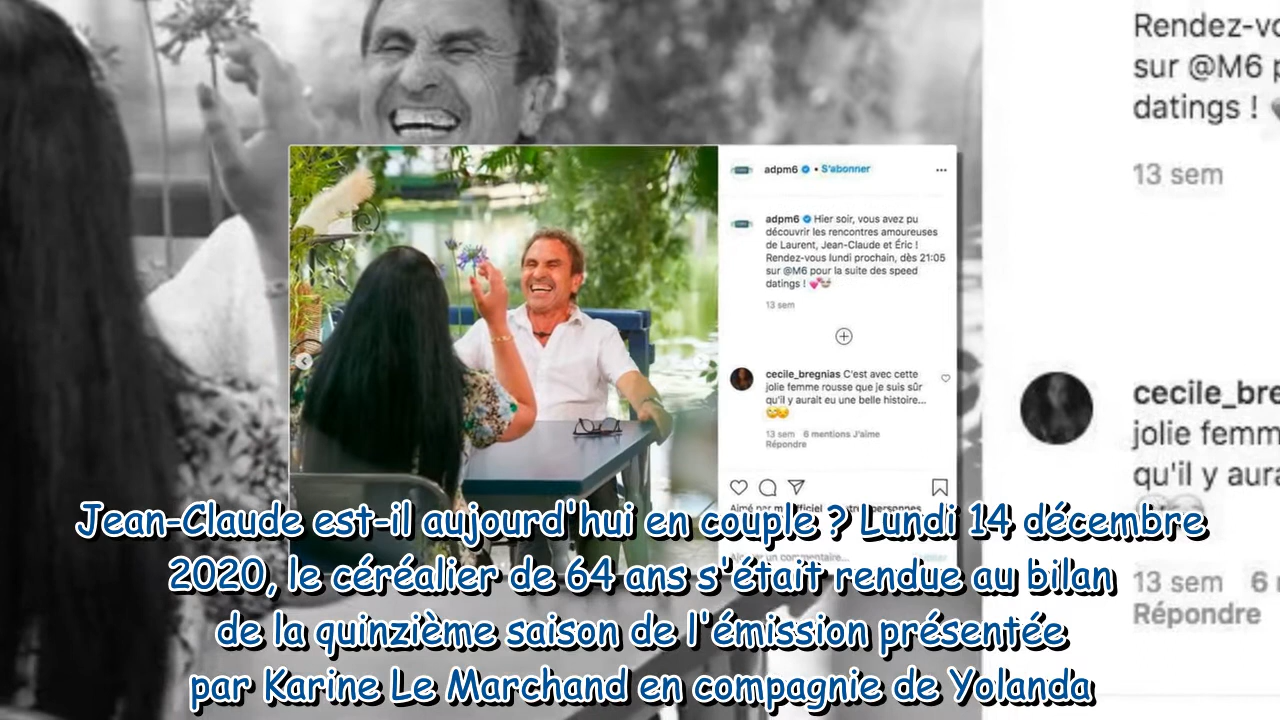 Rendez-vo
sur @M6 p
datings !
13 sem
cecile_bre
jolie femm
qu'il y aura
13 sem 6 m
Répondre
adpm6 • S'abonner
adpm6 Hier soir, vous avez pu
découvrir les rencontres amoureuses
de Laurent, Jean-Claude et Éric !
Rendez-vous lundi prochain, dès 21:05
sur @M6 pour la suite des speed
datings !
13 sem
cecile_bregnias C'est avec cette
jolie femme rousse que je suis sûr
qu'il y aurait eu une belle histoire...
13 sem 6 mentions J'aime
Répondre
Aimé par
Jean-Claude est-il aujourd'hui en couple ? Lundi 14 décembre
2020, le céréalier de 64 ans s'était rendue au bilan
de la quinzième saison de l'émission présentée
par Karine Le Marchand en compagnie de Yolanda